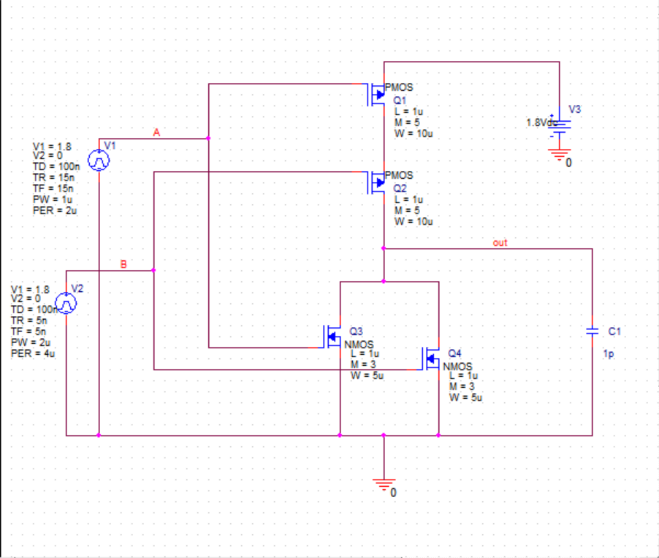 PMOS
Q1
L = 1u
M = 5
W = 10u
V3
1.8Vdc
0
A
V1
V1 = 1.8
V2 = 0
TD = 100n
TR = 15n
TF = 15n
PW = 1u
PER = 2u
PMOS
Q2
L = 1u
M = 5
W = 10u
out
B
V2
V1 = 1.8
V2 = 0
TD = 100n
TR = 5n
TF = 5n
PW = 2u
PER = 4u
Q3
NMOS
L = 1u
M = 3
W = 5u
Q4
NMOS
L = 1u
M = 3
W = 5u
C1
1p
0